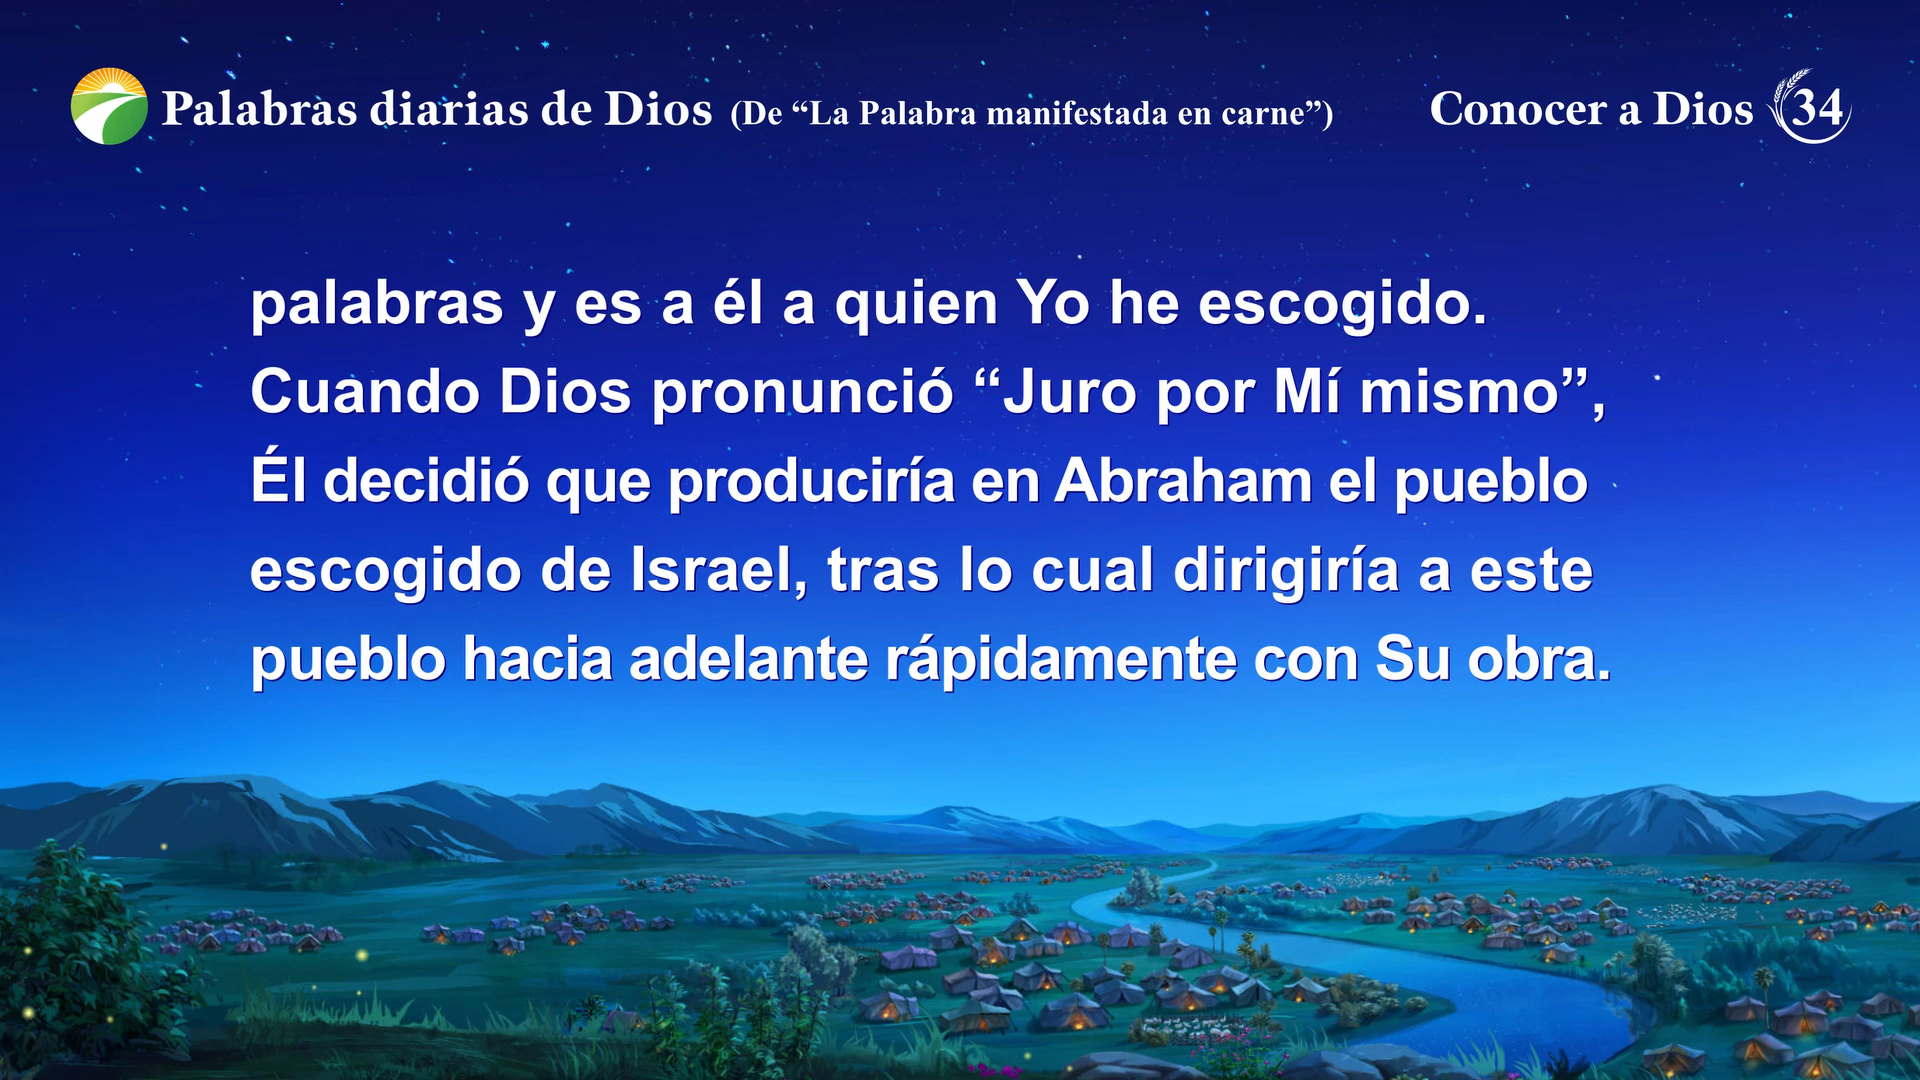 Palabras diarias de Dios (De “La Palabra manifestada en carne”)
Conocer a Dios 34
palabras y es a él a quien Yo he escogido.
Cuando Dios pronunció “Juro por Mí mismo”,
Él decidió que produciría en Abraham el pueblo
escogido de Israel, tras lo cual dirigiría a este
pueblo hacia adelante rápidamente con Su obra.